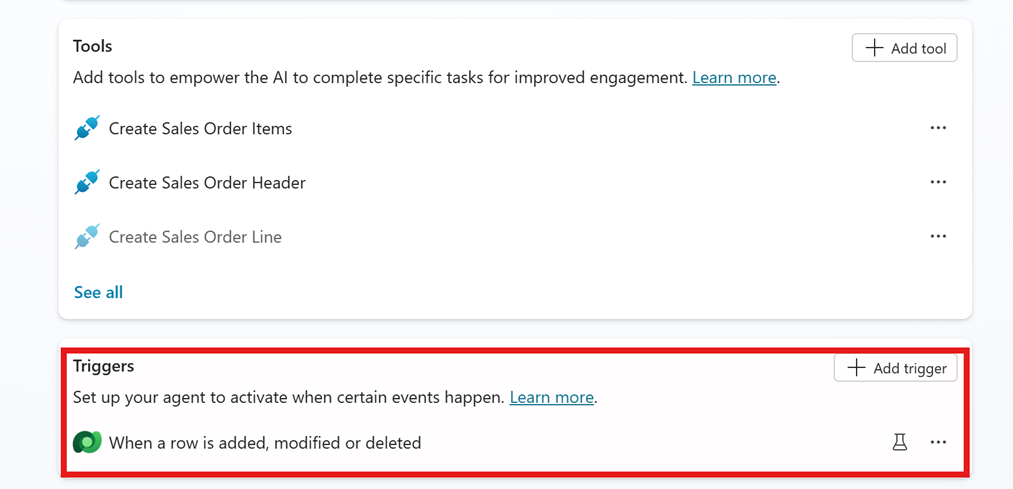 Tools
Add tool
Add tools to empower the AI to complete specific tasks for improved engagement. Learn more.
Create Sales Order Items
Create Sales Order Header
Create Sales Order Line
See all
Triggers
Add trigger
Set up your agent to activate when certain events happen. Learn more.
When a row is added, modified or deleted